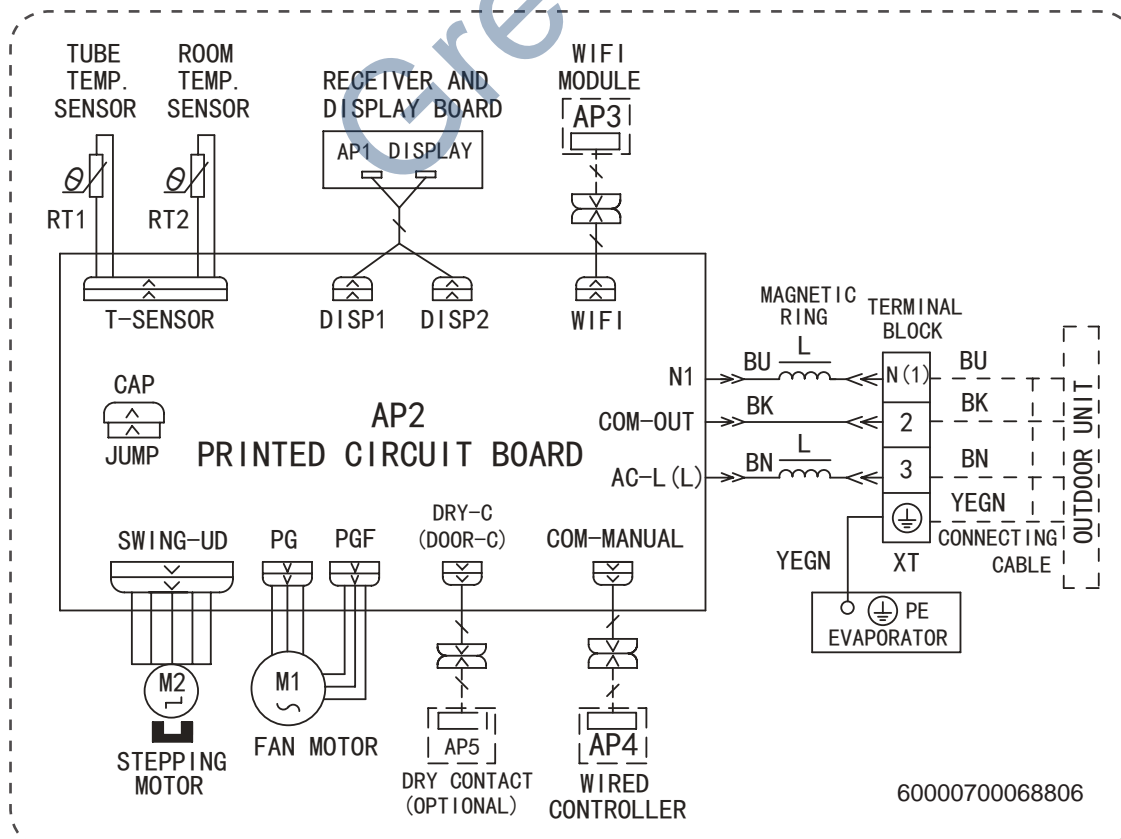 Gre
TUBE
TEMP.
SENSOR
ROOM
TEMP.
SENSOR
RECEIVER AND
DISPLAY BOARD
WIFI
MODULE
AP3
AP1 DISPLAY
RT1
RT2
T-SENSOR
DISP1
DISP2
WIFI
MAGNETIC
RING
TERMINAL
BLOCK
CAP
JUMP
AP2
PRINTED CIRCUIT BOARD
N1
BU
L
N(1)
BU
COM-OUT
BK
2
BK
AC-L(L)
BN
L
3
BN
YEGN
OUTDOOR UNIT
CONNECTING
CABLE
XT
YEGN
PE
EVAPORATOR
SWING-UD
PG
PGF
DRY-C
(DOOR-C)
COM-MANUAL
M2
M1
AP5
AP4
STEPPING
MOTOR
FAN MOTOR
DRY CONTACT
(OPTIONAL)
WIRED
CONTROLLER
60000700068806